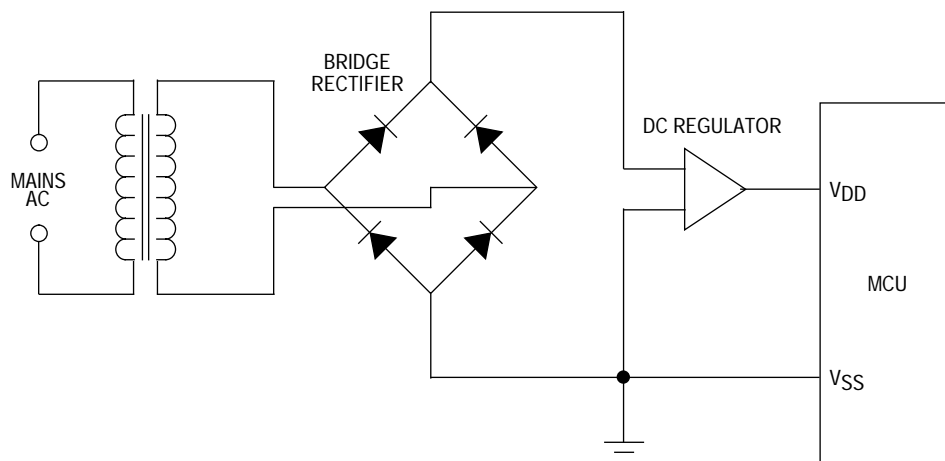 BRIDGE
RECTIFIER
DC REGULATOR
MAINS
AC
VDD
MCU
VSS